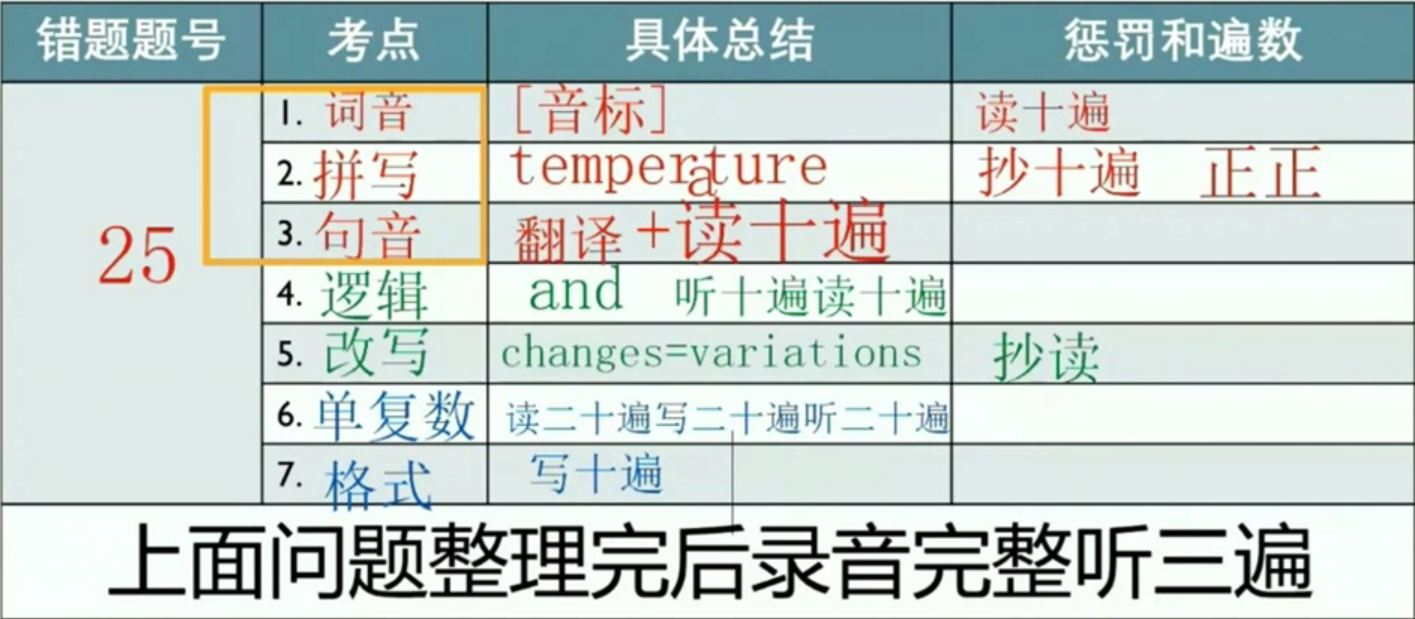 错题题号 考点 具体总结 惩罚和遍数
25
1. 词音 [音标] 读十遍
2. 拼写 temperature 抄十遍 正正
3. 句音 翻译+读十遍
4. 逻辑 and 听十遍读十遍
5. 改写 changes=variations 抄读
6. 单复数 读二十遍写二十遍听二十遍
7. 格式 写十遍
上面问题整理完后录音完整听三遍